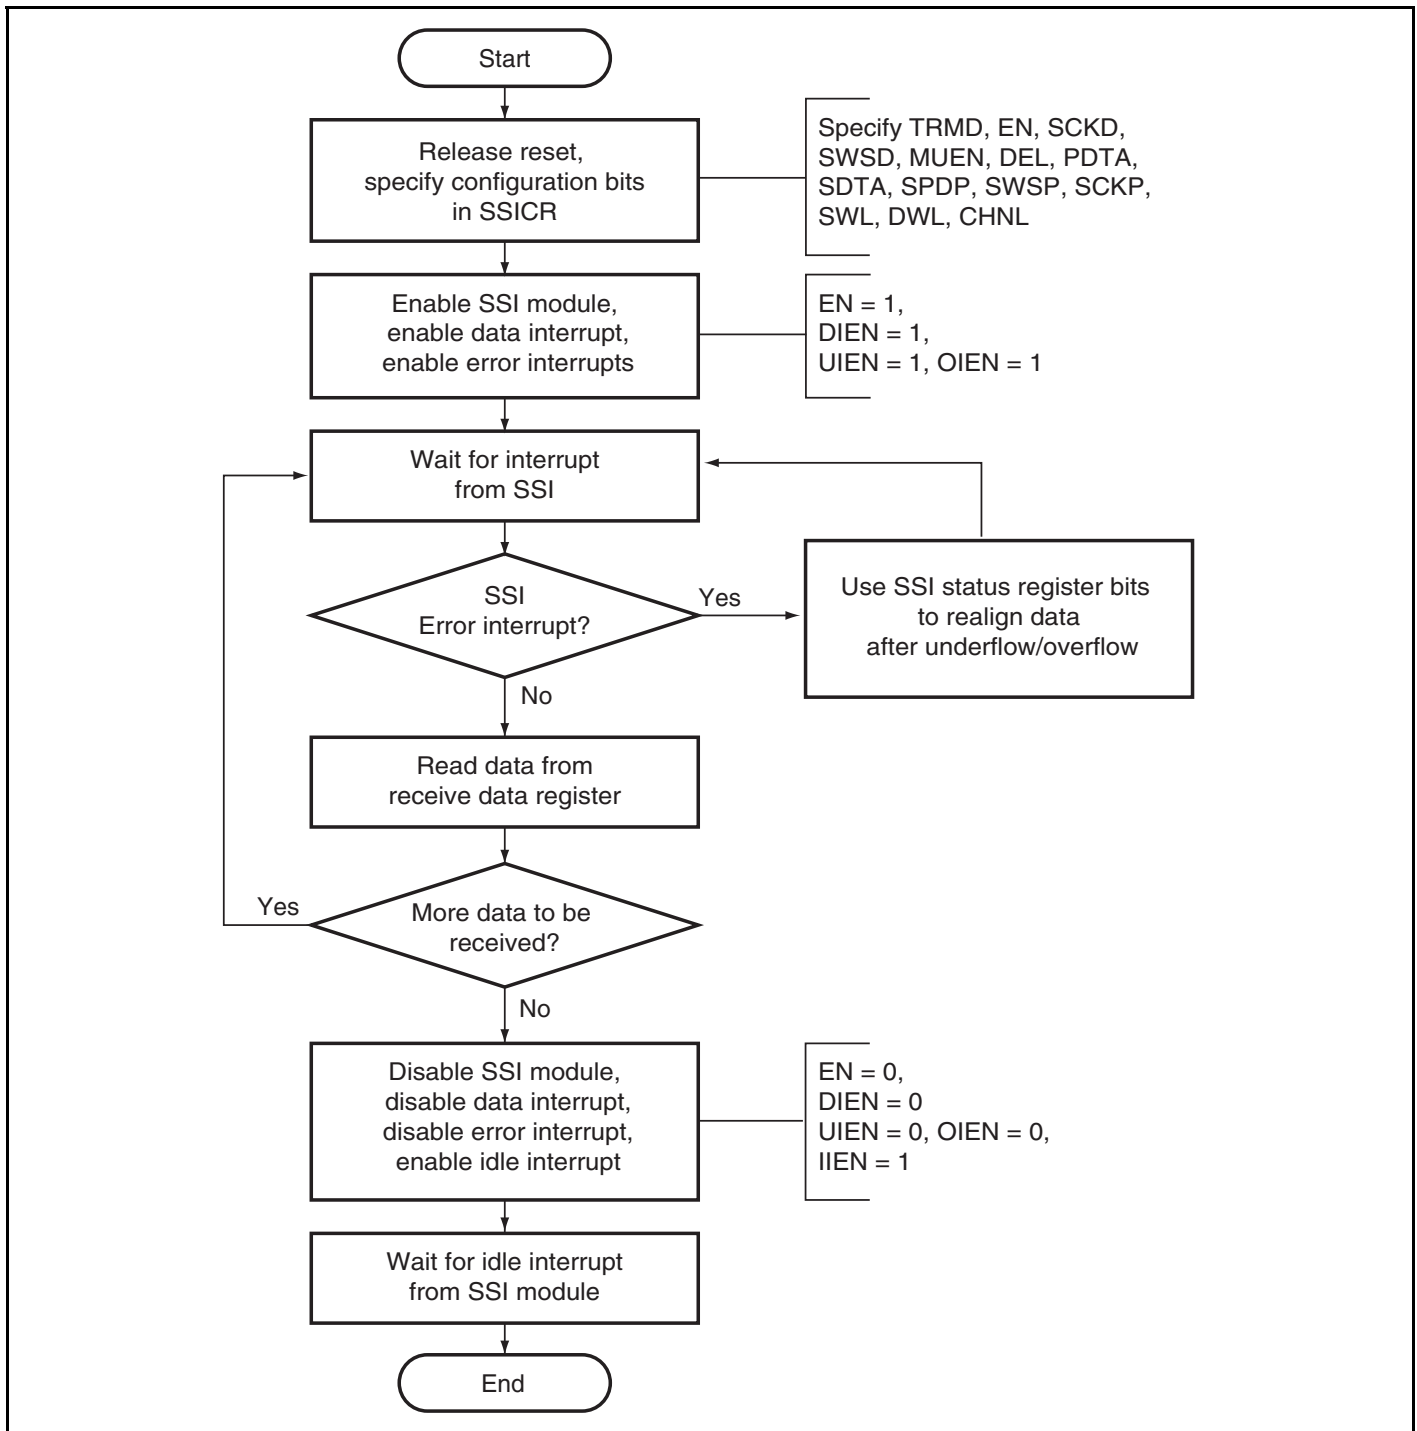 Start
Release reset,
specify configuration bits
in SSICR
Specify TRMD, EN, SCKD,
SWSD, MUEN, DEL, PDTA,
SDTA, SPDP, SWSP, SCKP,
SWL, DWL, CHNL
Enable SSI module,
enable data interrupt,
enable error interrupts
EN = 1,
DIEN = 1,
UIEN = 1, OIEN = 1
Wait for interrupt
from SSI
SSI
Error interrupt?
Yes
Use SSI status register bits
to realign data
after underflow/overflow
No
Read data from
receive data register
More data to be
received?
Yes
No
Disable SSI module,
disable data interrupt,
disable error interrupt,
enable idle interrupt
EN = 0,
DIEN = 0
UIEN = 0, OIEN = 0,
IIEN = 1
Wait for idle interrupt
from SSI module
End